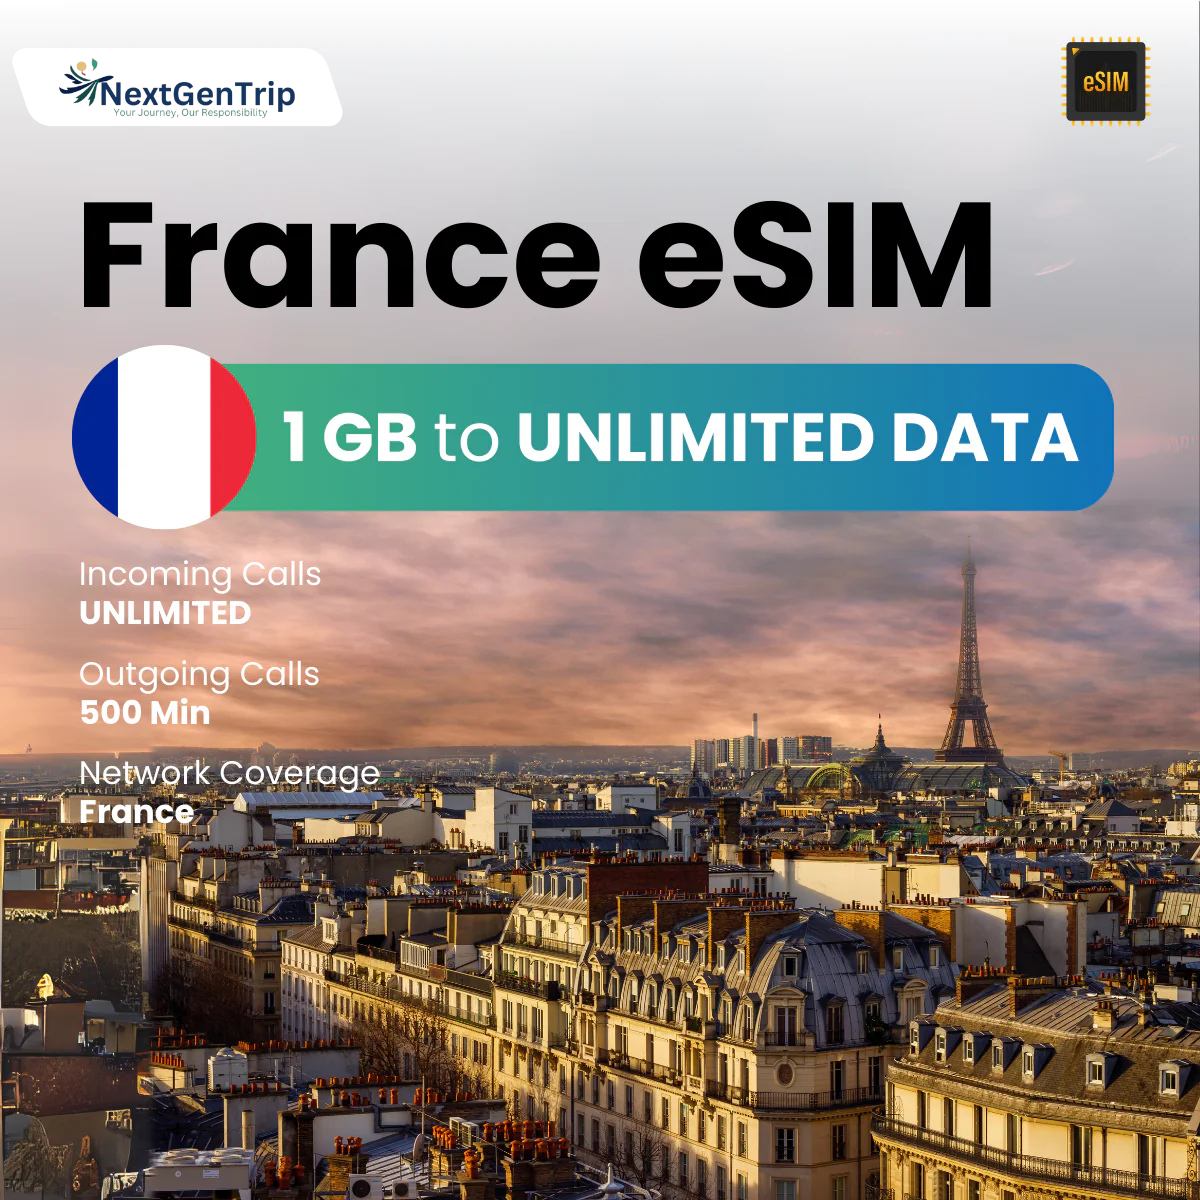 NextGenTrip
Your Journey, Our Responsibility
eSIM
France eSIM
1 GB to UNLIMITED DATA
Incoming Calls
UNLIMITED
Outgoing Calls
500 Min
Network Coverage
France